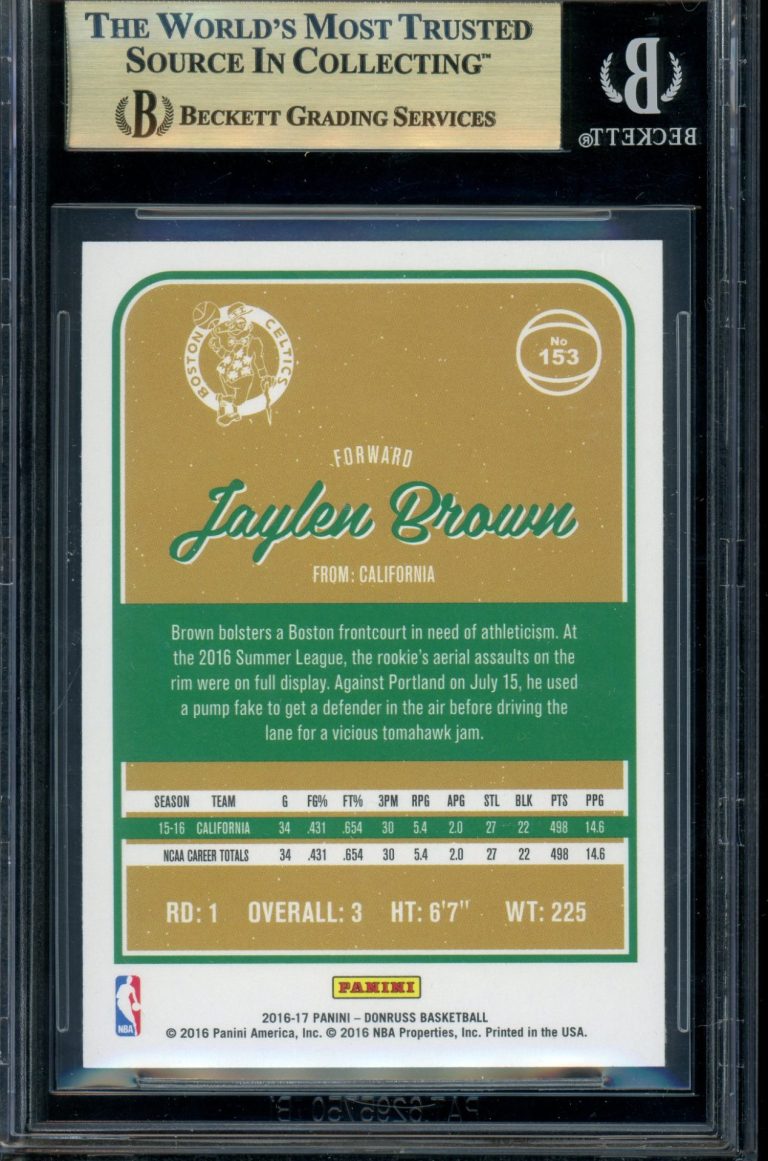 THE WORLD'S MOST TRUSTED
SOURCE IN COLLECTING™
B BECKETT GRADING SERVICES
B
BECKETT®
BOSTON CELTICS
No
153
FORWARD
Jaylen Brown
FROM: CALIFORNIA
Brown bolsters a Boston frontcourt in need of athleticism. At
the 2016 Summer League, the rookie's aerial assaults on the
rim were on full display. Against Portland on July 15, he used
a pump fake to get a defender in the air before driving the
lane for a vicious tomahawk jam.
SEASON TEAM G FG% FT% 3PM RPG APG STL BLK PTS PPG
15-16 CALIFORNIA 34 .431 .654 30 5.4 2.0 27 22 498 14.6
NCAA CAREER TOTALS 34 .431 .654 30 5.4 2.0 27 22 498 14.6
RD: 1 OVERALL: 3 HT: 6'7" WT: 225
NBA
PANINI
2016-17 PANINI – DONRUSS BASKETBALL
© 2016 Panini America, Inc. © 2016 NBA Properties, Inc. Printed in the USA.